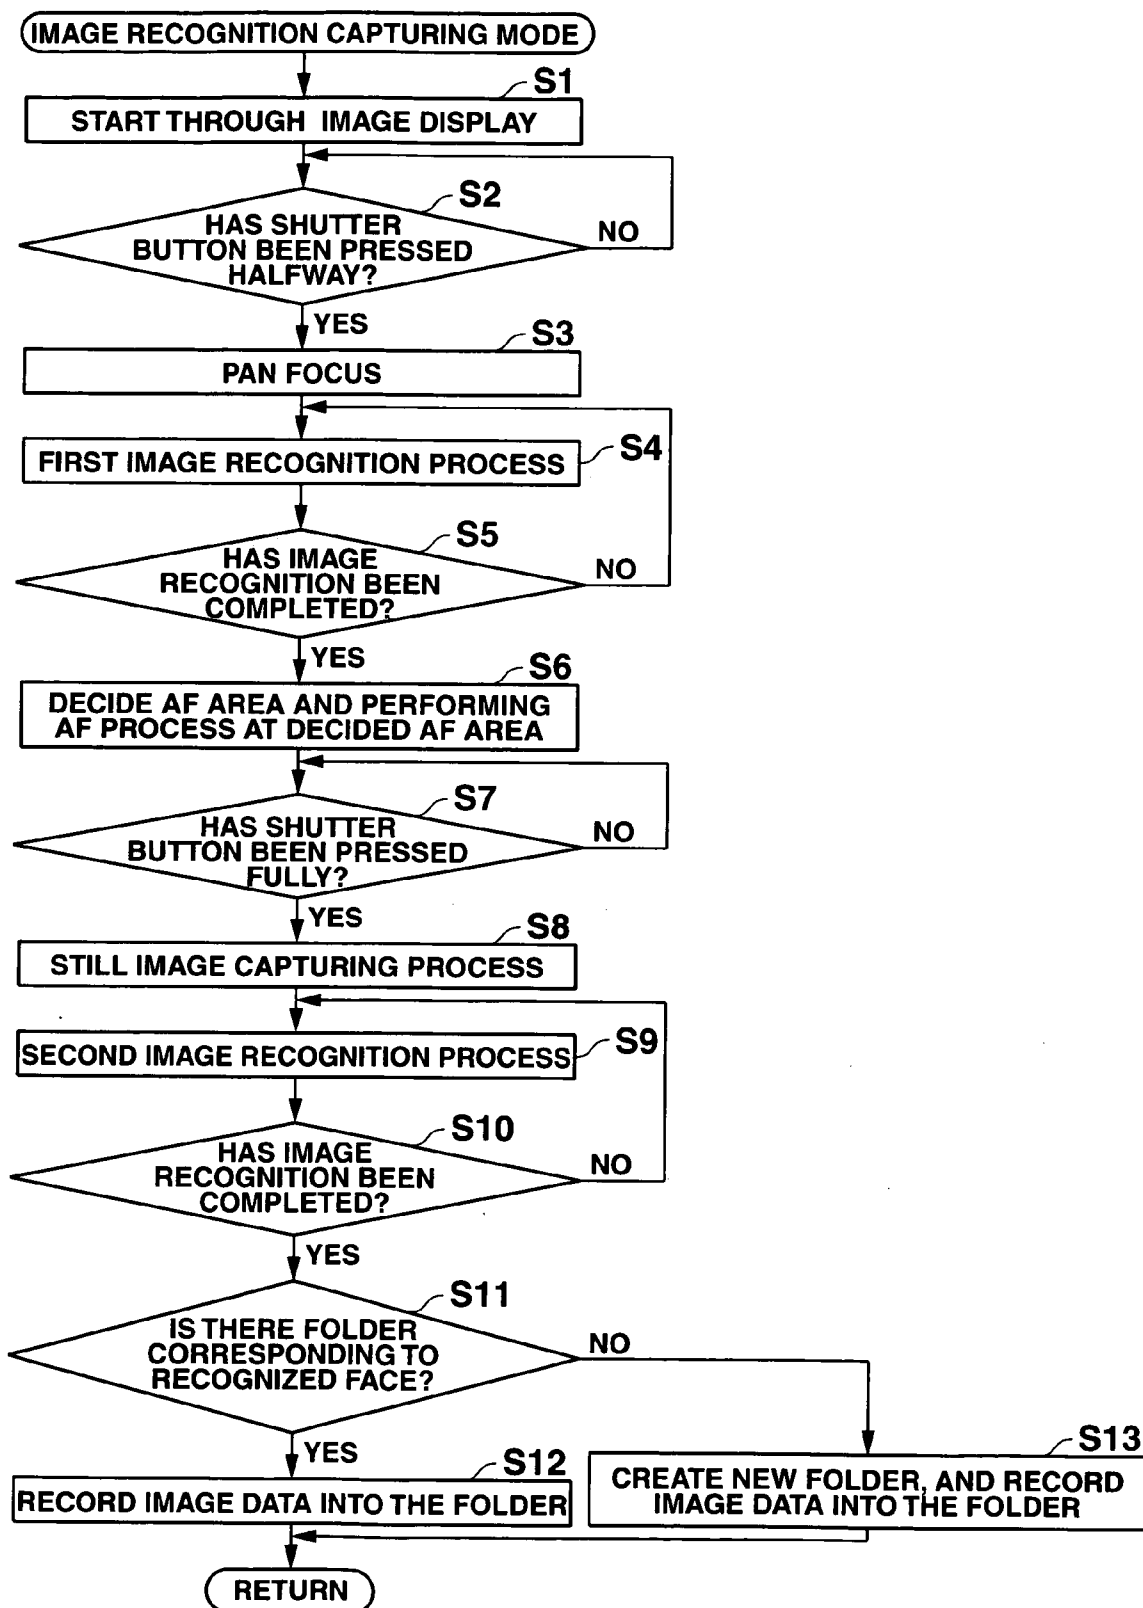 IMAGE RECOGNITION CAPTURING MODE
S1
START THROUGH IMAGE DISPLAY
S2
HAS SHUTTER
BUTTON BEEN PRESSED
HALFWAY?
NO
YES
S3
PAN FOCUS
FIRST IMAGE RECOGNITION PROCESS
S4
S5
HAS IMAGE
RECOGNITION BEEN
COMPLETED?
NO
YES
S6
DECIDE AF AREA AND PERFORMING
AF PROCESS AT DECIDED AF AREA
S7
HAS SHUTTER
BUTTON BEEN PRESSED
FULLY?
NO
YES
S8
STILL IMAGE CAPTURING PROCESS
SECOND IMAGE RECOGNITION PROCESS
S9
S10
HAS IMAGE
RECOGNITION BEEN
COMPLETED?
NO
YES
S11
IS THERE FOLDER
CORRESPONDING TO
RECOGNIZED FACE?
NO
YES
S12
RECORD IMAGE DATA INTO THE FOLDER
S13
CREATE NEW FOLDER, AND RECORD
IMAGE DATA INTO THE FOLDER
RETURN